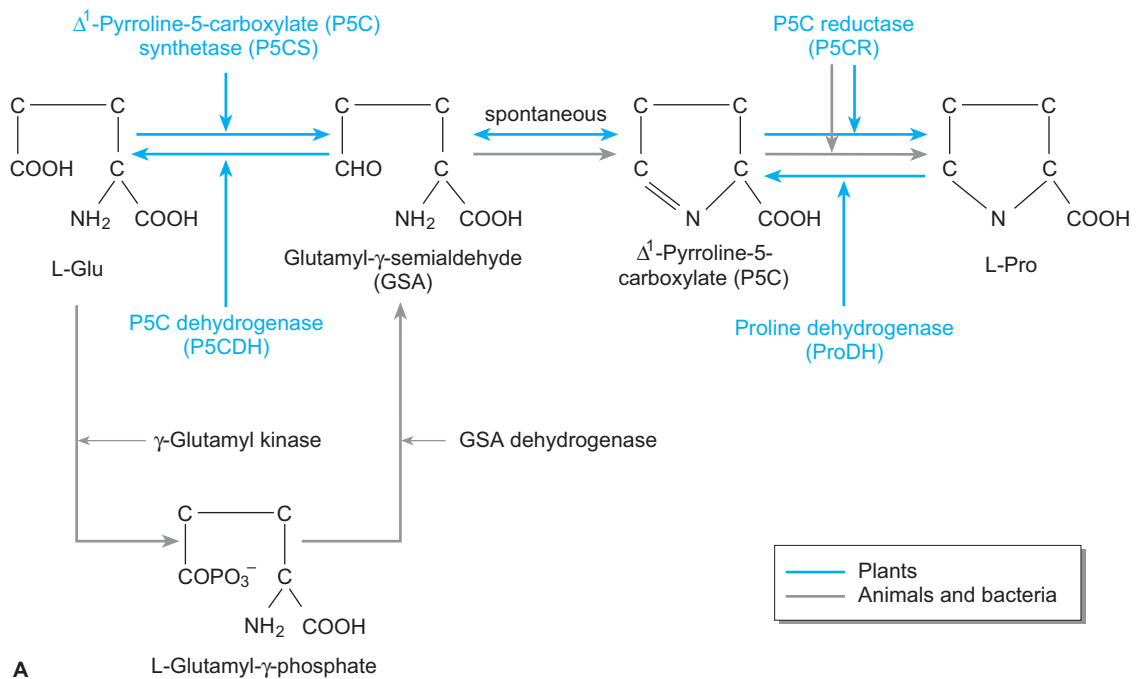 Δ¹-Pyrroline-5-carboxylate (P5C)
synthetase (P5CS)
P5C reductase
(P5CR)
C C
COOH C
NH₂ COOH
L-Glu
C C
CHO C
NH₂ COOH
Glutamyl-γ-semialdehyde
(GSA)
spontaneous
C C
C C
N COOH
Δ¹-Pyrroline-5-
carboxylate (P5C)
C C
C C
N COOH
L-Pro
P5C dehydrogenase
(P5CDH)
Proline dehydrogenase
(ProDH)
γ-Glutamyl kinase
GSA dehydrogenase
C C
COPO₃⁻ C
NH₂ COOH
L-Glutamyl-γ-phosphate
Plants
Animals and bacteria
A